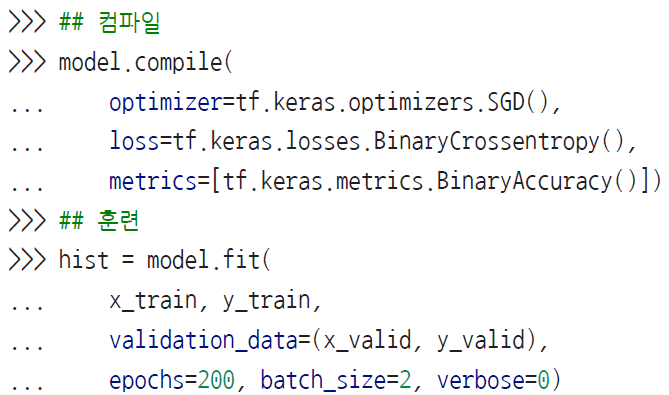 >>> ## 컴파일
>>> model.compile(
...     optimizer=tf.keras.optimizers.SGD(),
...     loss=tf.keras.losses.BinaryCrossentropy(),
...     metrics=[tf.keras.metrics.BinaryAccuracy()])
>>> ## 훈련
>>> hist = model.fit(
...     x_train, y_train,
...     validation_data=(x_valid, y_valid),
...     epochs=200, batch_size=2, verbose=0)